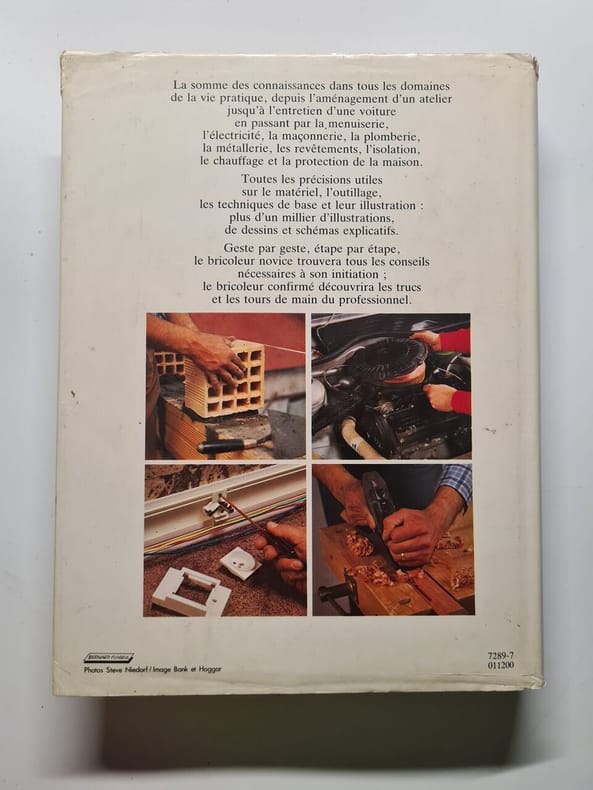 La somme des connaissances dans tous les domaines
de la vie pratique, depuis l'aménagement d'un atelier
jusqu'à l'entretien d'une voiture
en passant par la menuiserie,
l'électricité, la maçonnerie, la plomberie,
la métallerie, les revêtements, l'isolation,
le chauffage et la protection de la maison.
Toutes les précisions utiles
sur le matériel, l'outillage,
les techniques de base et leur illustration :
plus d'un millier d'illustrations,
de dessins et schémas explicatifs.
Geste par geste, étape par étape,
le bricoleur novice trouvera tous les conseils
nécessaires à son initiation ;
le bricoleur confirmé découvrira les trucs
et les tours de main du professionnel.
Photos Steve Niedorf / Image Bank et Hoggar
7289-7
011200